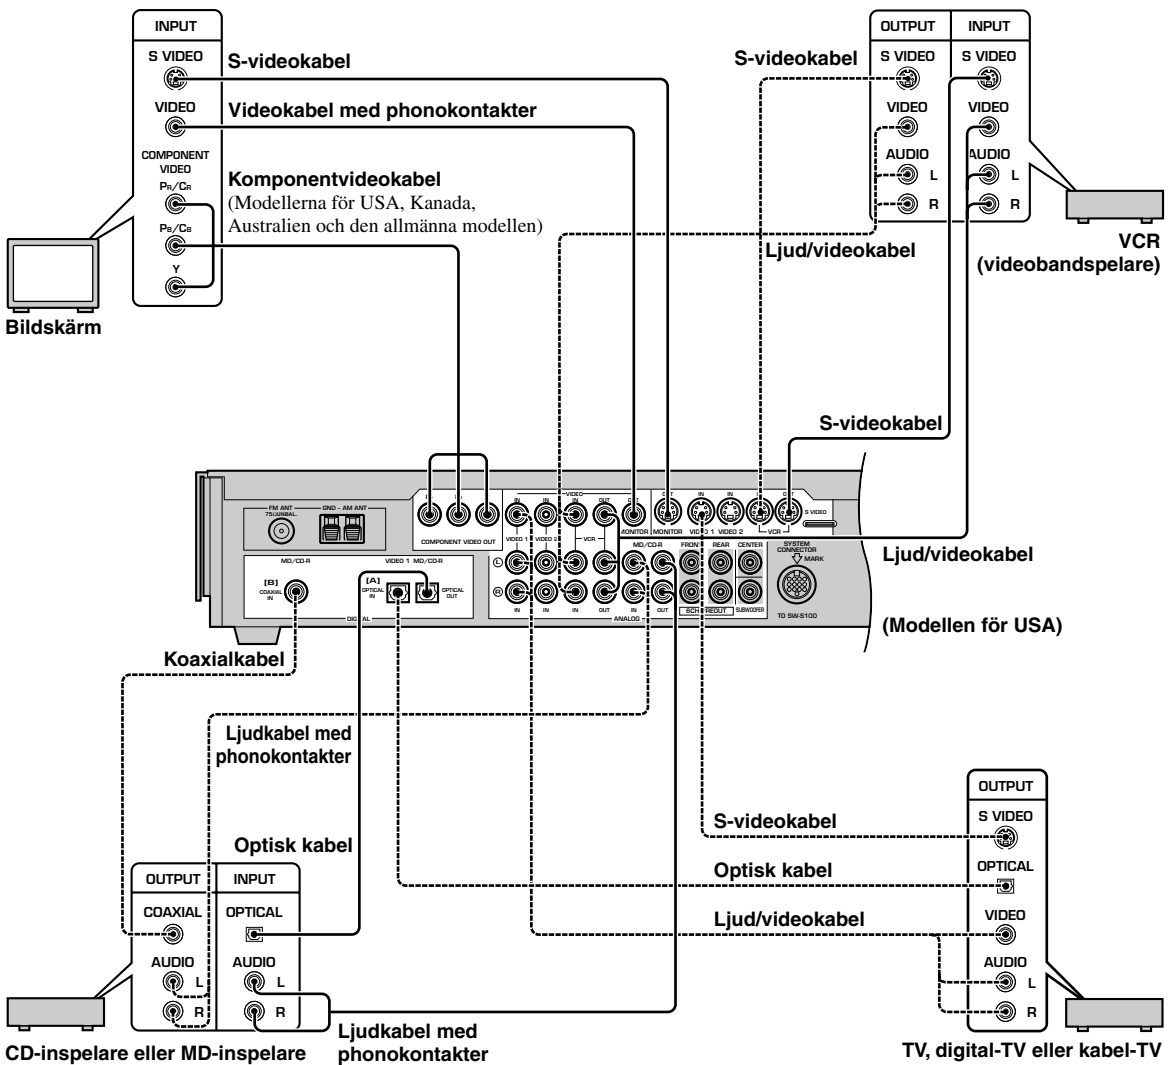 INPUT
S VIDEO
VIDEO
COMPONENT
VIDEO
PR/CR
PB/CB
Y
Bildskärm
S-videokabel
Videokabel med phonokontakter
Komponentvideokabel
(Modellerna för USA, Kanada,
Australien och den allmänna modellen)
OUTPUT INPUT
S VIDEO S VIDEO
VIDEO VIDEO
AUDIO AUDIO
L L
R R
S-videokabel
Ljud/videokabel
VCR
(videobandspelare)
S-videokabel
Ljud/videokabel
(Modellen för USA)
FM ANT
75ΩUNBAL.
GND - AM ANT
COMPONENT VIDEO OUT
VIDEO
IN IN IN OUT OUT
VIDEO 1 VIDEO 2 VCR MONITOR
OUT IN IN IN OUT
MONITOR VIDEO 1 VIDEO 2 VCR
S VIDEO
MD/CD-R
VIDEO 1 MD/CD-R
[B]
COAXIAL
IN
[A]
OPTICAL
IN
OPTICAL
OUT
DIGITAL
L
R
IN IN IN OUT IN OUT
ANALOG
MD/CD-R FRONT REAR CENTER
SUBWOOFER
SYSTEM
CONNECTOR
MARK
TO SW-S100
Koaxialkabel
Ljudkabel med
phonokontakter
Optisk kabel
OUTPUT INPUT
COAXIAL OPTICAL
AUDIO AUDIO
L L
R R
CD-inspelare eller MD-inspelare
Ljudkabel med
phonokontakter
S-videokabel
Optisk kabel
Ljud/videokabel
OUTPUT
S VIDEO
OPTICAL
VIDEO
AUDIO
L
R
TV, digital-TV eller kabel-TV